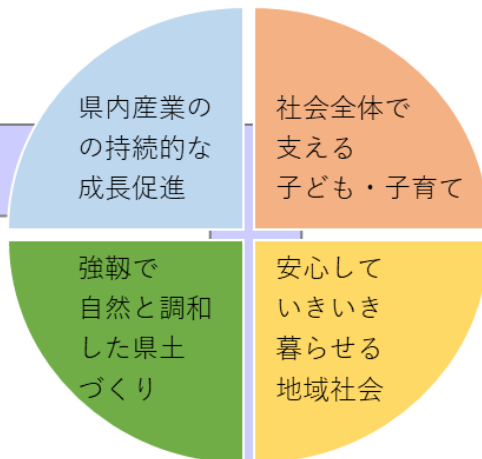 県内産業の
の持続的な
成長促進
社会全体で
支える
子ども・子育て
強靱で
自然と調和
した県土
づくり
安心して
いきいき
暮らせる
地域社会